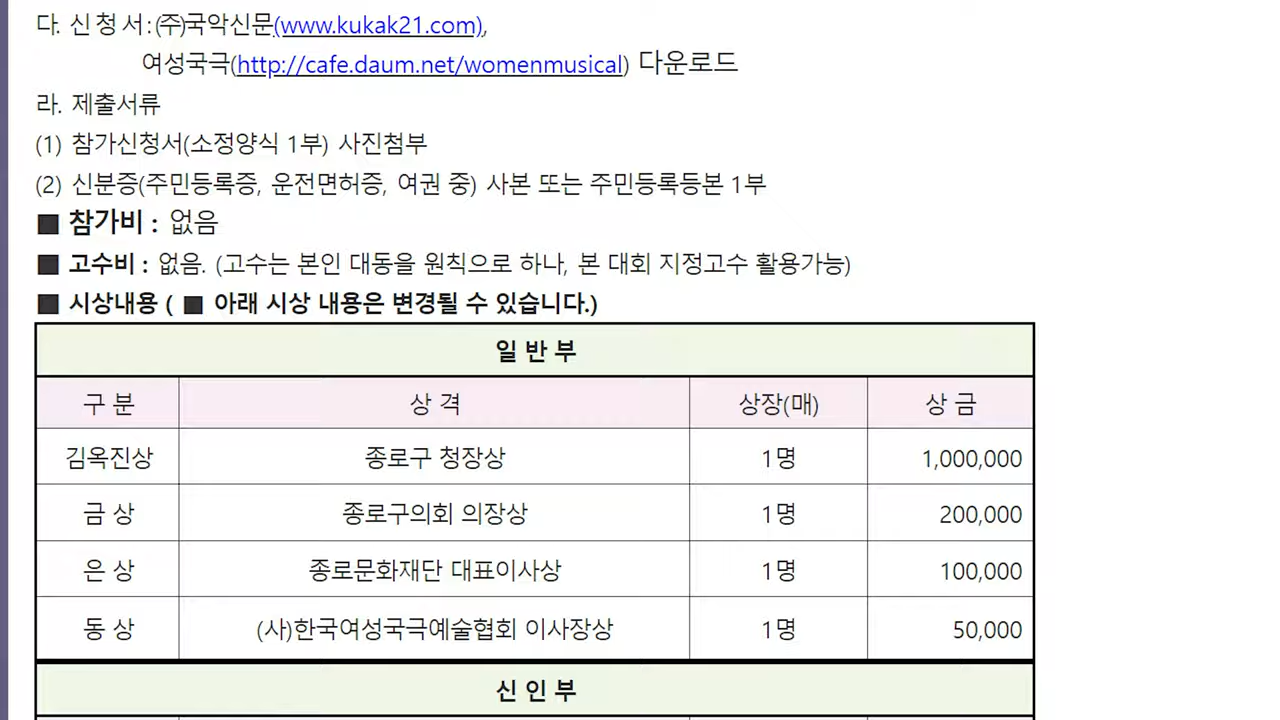 다. 신 청 서 : (주)국악신문(www.kukak21.com),
여성국극(http://cafe.daum.net/womenmusical) 다운로드
라. 제출서류
(1) 참가신청서(소정양식 1부) 사진첨부
(2) 신분증(주민등록증, 운전면허증, 여권 중) 사본 또는 주민등록등본 1부
■ 참가비 : 없음
■ 고수비 : 없음. (고수는 본인 대동을 원칙으로 하나, 본 대회 지정고수 활용가능)
■ 시상내용 ( ■ 아래 시상 내용은 변경될 수 있습니다.)
일 반 부
구 분 상 격 상장(매) 상 금
김옥진상 종로구 청장상 1명 1,000,000
금 상 종로구의회 의장상 1명 200,000
은 상 종로문화재단 대표이사상 1명 100,000
동 상 (사)한국여성국극예술협회 이사장상 1명 50,000
신 인 부